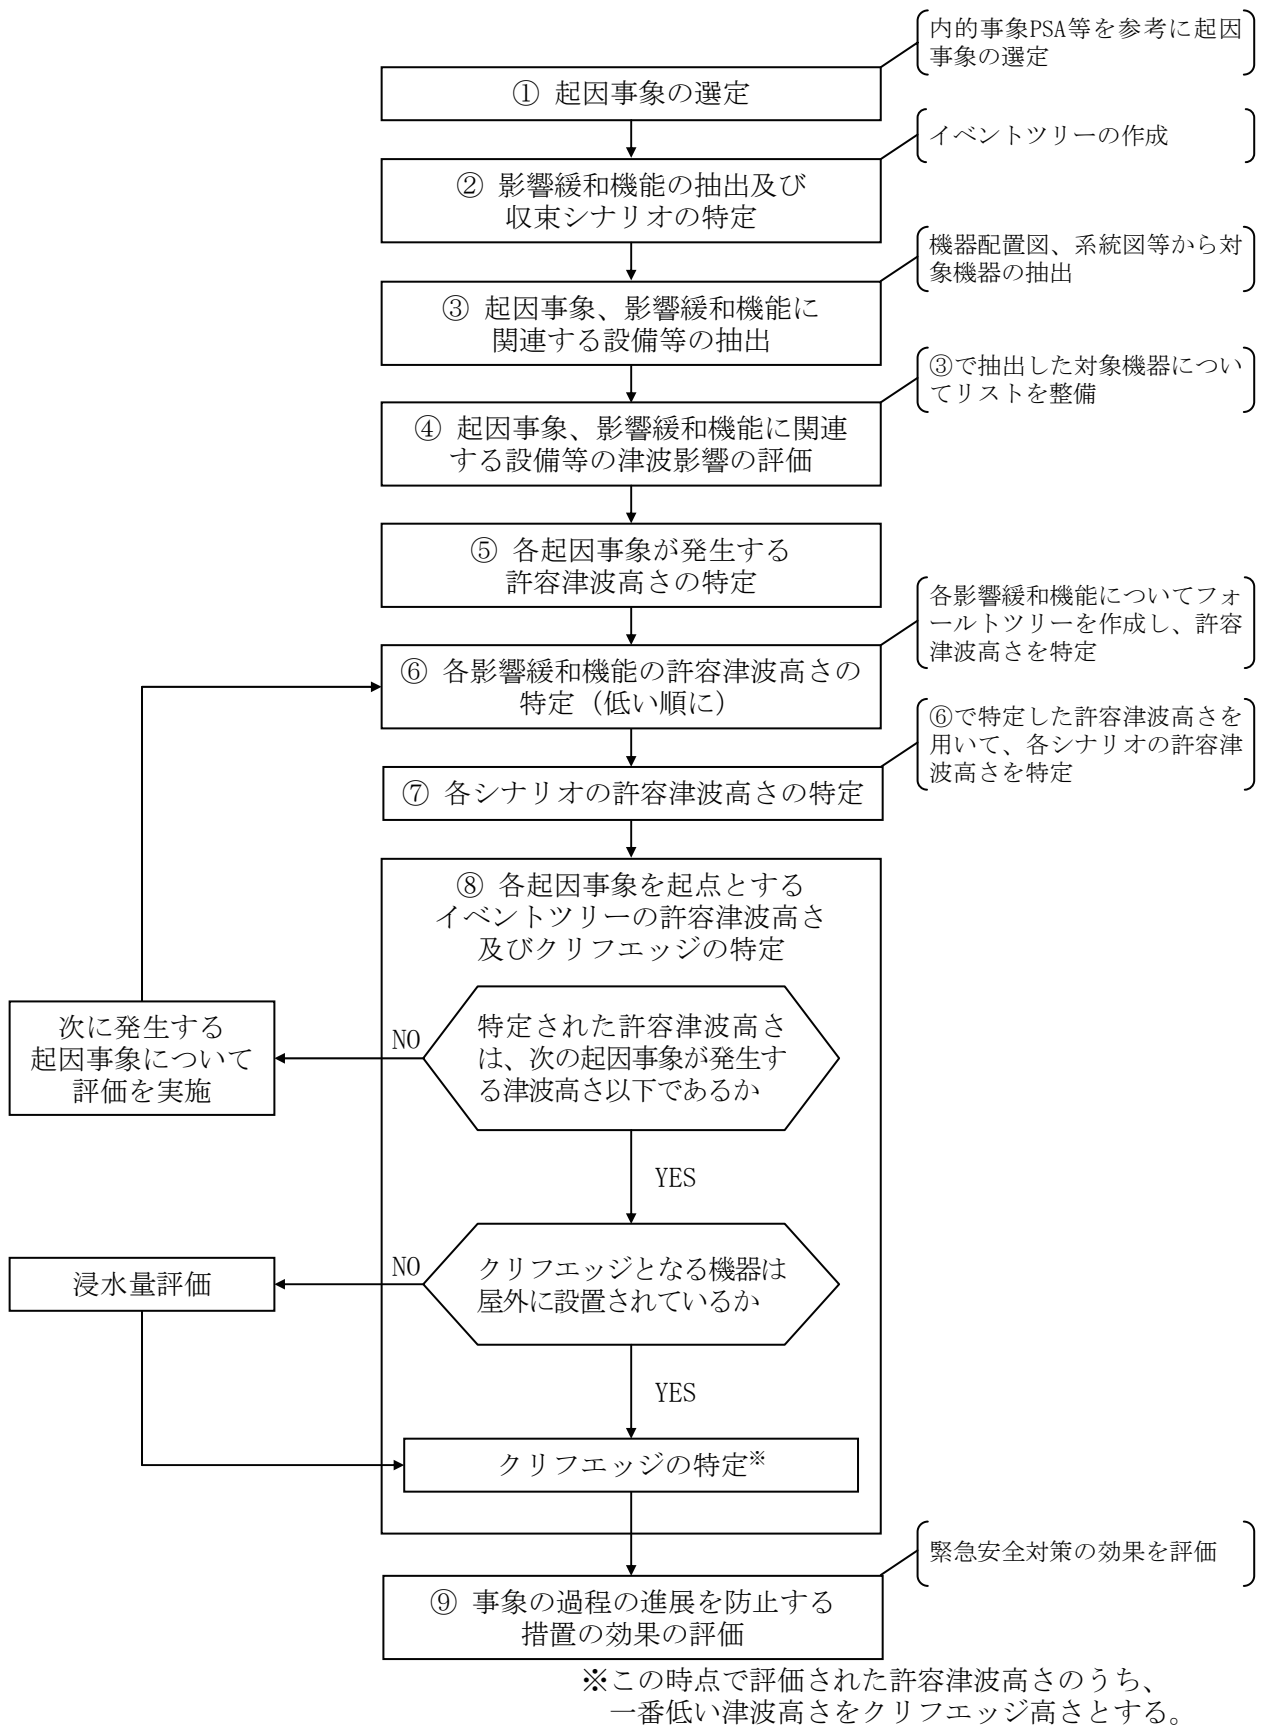 内的事象PSA等を参考に起因
事象の選定
① 起因事象の選定
イベントツリーの作成
② 影響緩和機能の抽出及び
収束シナリオの特定
機器配置図、系統図等から対
象機器の抽出
③ 起因事象、影響緩和機能に
関連する設備等の抽出
③で抽出した対象機器につい
てリストを整備
④ 起因事象、影響緩和機能に関連
する設備等の津波影響の評価
⑤ 各起因事象が発生する
許容津波高さの特定
各影響緩和機能についてフォ
ールトツリーを作成し、許容
津波高さを特定
⑥ 各影響緩和機能の許容津波高さの
特定（低い順に）
⑥で特定した許容津波高さを
用いて、各シナリオの許容津
波高さを特定
⑦ 各シナリオの許容津波高さの特定
⑧ 各起因事象を起点とする
イベントツリーの許容津波高さ
及びクリフエッジの特定
特定された許容津波高さ
は、次の起因事象が発生す
る津波高さ以下であるか
NO
次に発生する
起因事象について
評価を実施
YES
クリフエッジとなる機器は
屋外に設置されているか
NO
浸水量評価
YES
クリフエッジの特定※
緊急安全対策の効果を評価
⑨ 事象の過程の進展を防止する
措置の効果の評価
※この時点で評価された許容津波高さのうち、
一番低い津波高さをクリフエッジ高さとする。